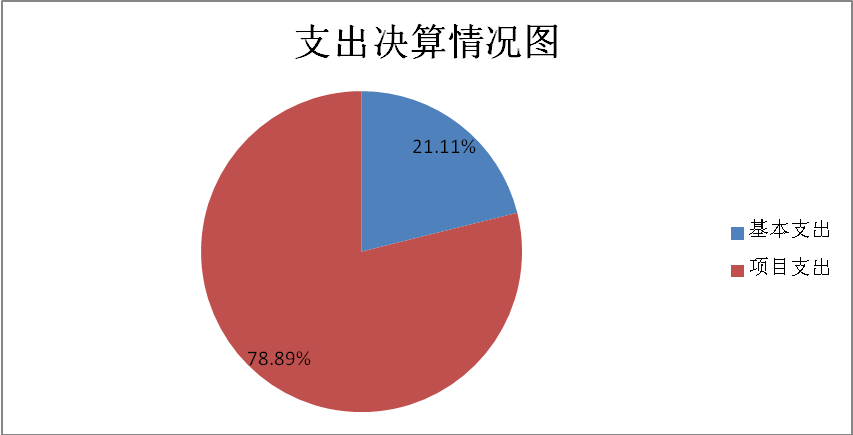 支出决算情况图
21.11%
基本支出
项目支出
78.89%